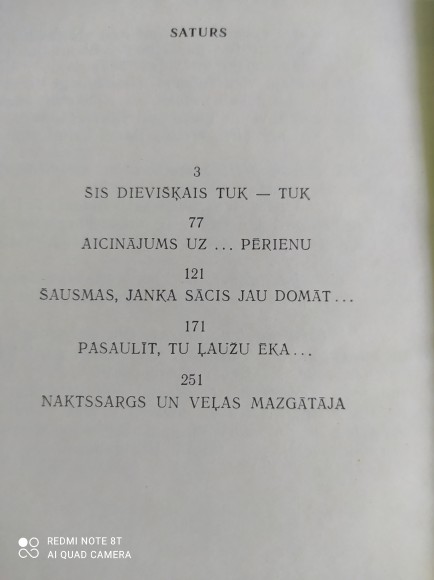 SATURS
3
ŠIS DIEVIŠĶAIS TUK — TUK
77
AICINĀJUMS UZ ... PĒRIENU
121
ŠAUSMAS, JANKA SĀCIS JAU DOMĀT...
171
PASAULĪT, TU ĻAUŽU ĒKA...
251
NAKTSSARGS UN VEĻAS MAZGĀTĀJA
REDMI NOTE 8T
AI QUAD CAMERA